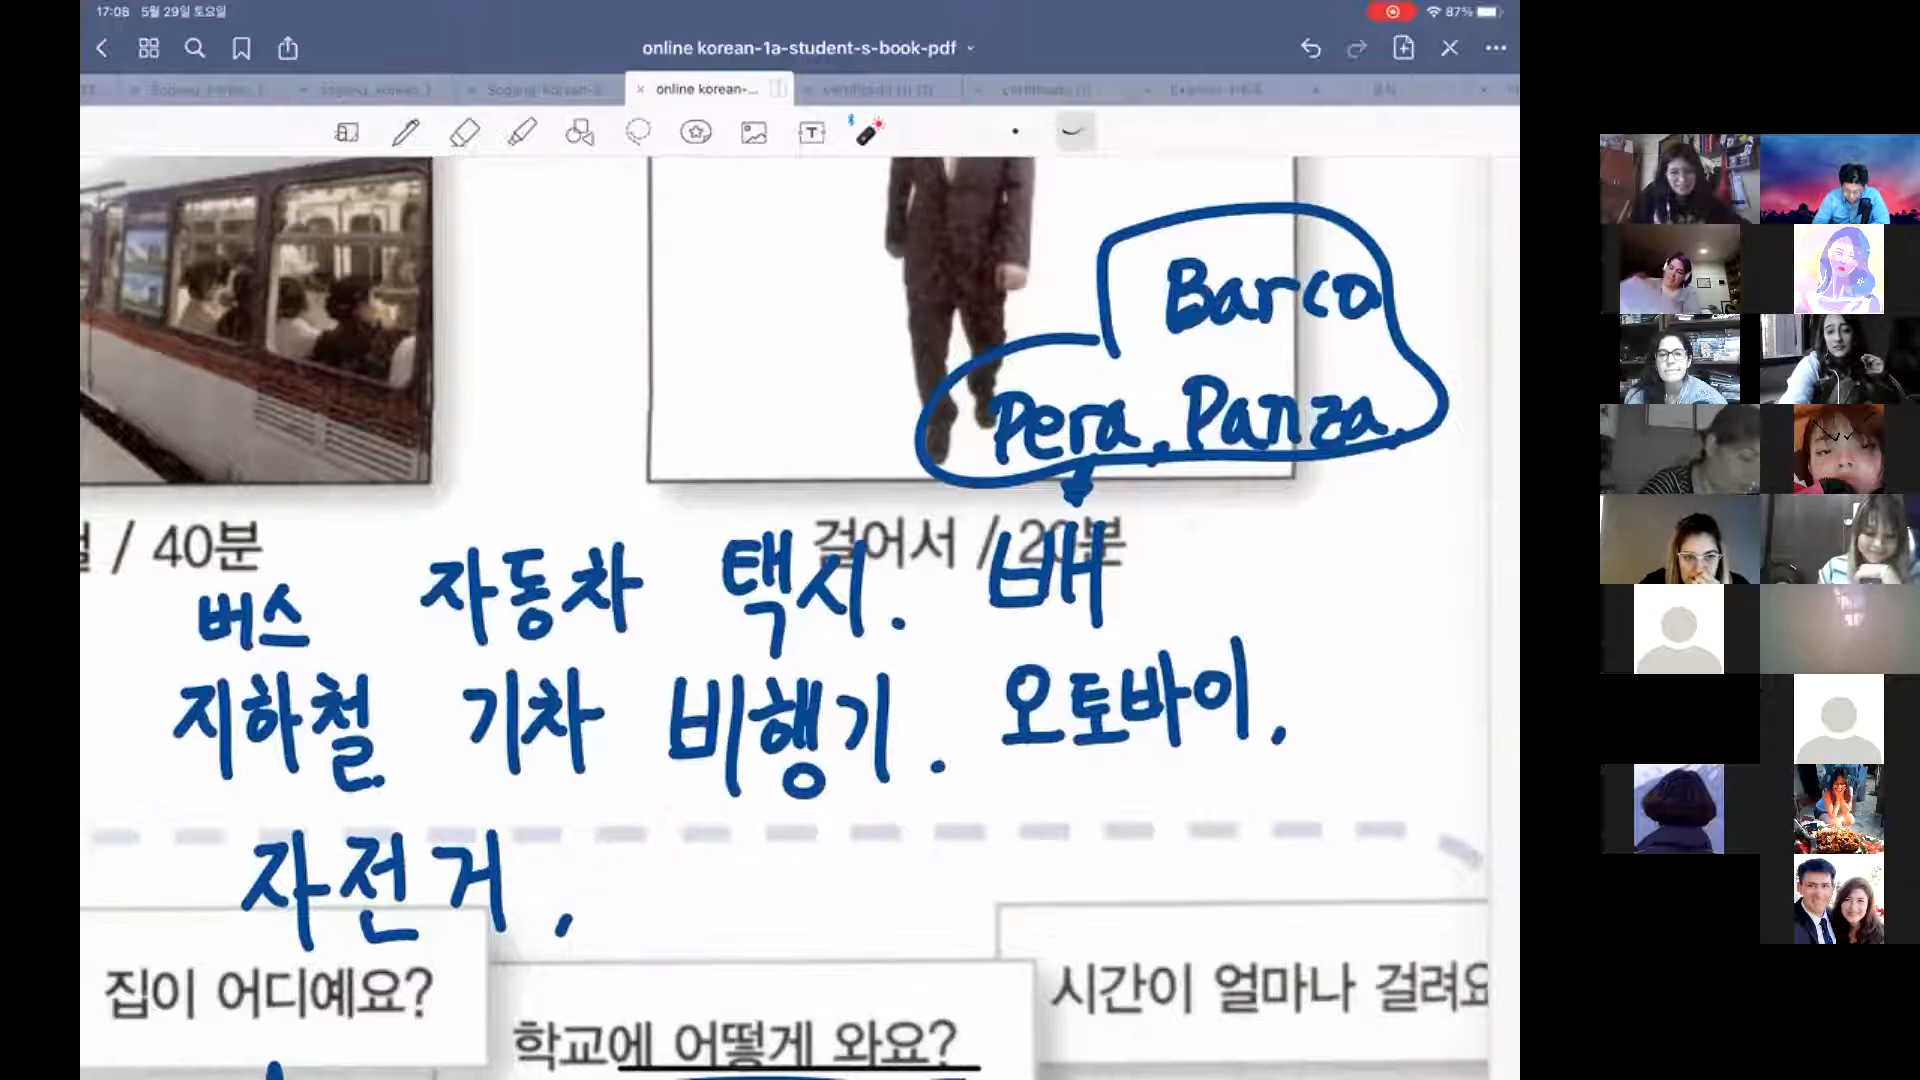 17:08 5월 29일 토요일
87%
online korean-1a-student-s-book-pdf
online korean-...
Barco
Pera, Panza,
/ 40분
걸어서 / 20분
버스 자동차 택시. 배
지하철 기차 비행기. 오토바이.
자전거,
집이 어디예요?
시간이 얼마나 걸려요
학교에 어떻게 와요?